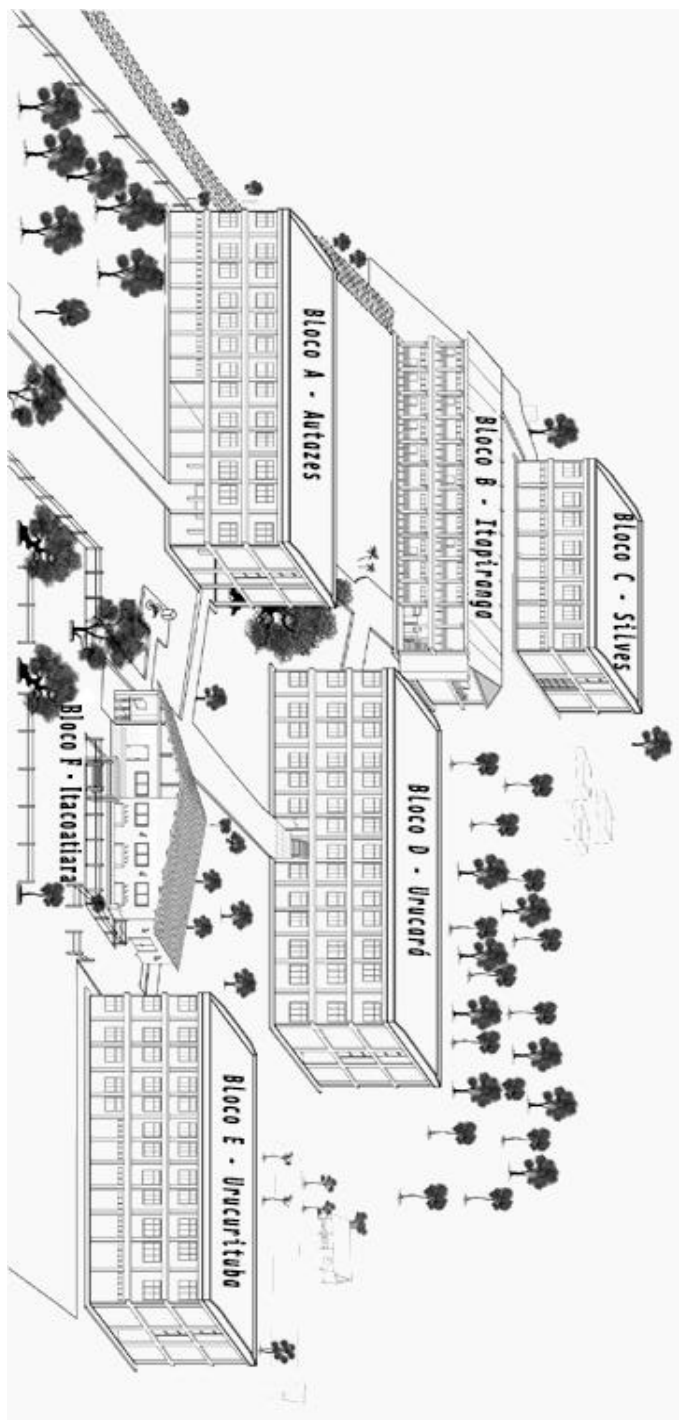 Bloco A - Autazes
Bloco B - Itapiranga
Bloco C - Silves
Bloco D - Urucará
Bloco E - Urucurituba
Bloco F - Itacoatiara